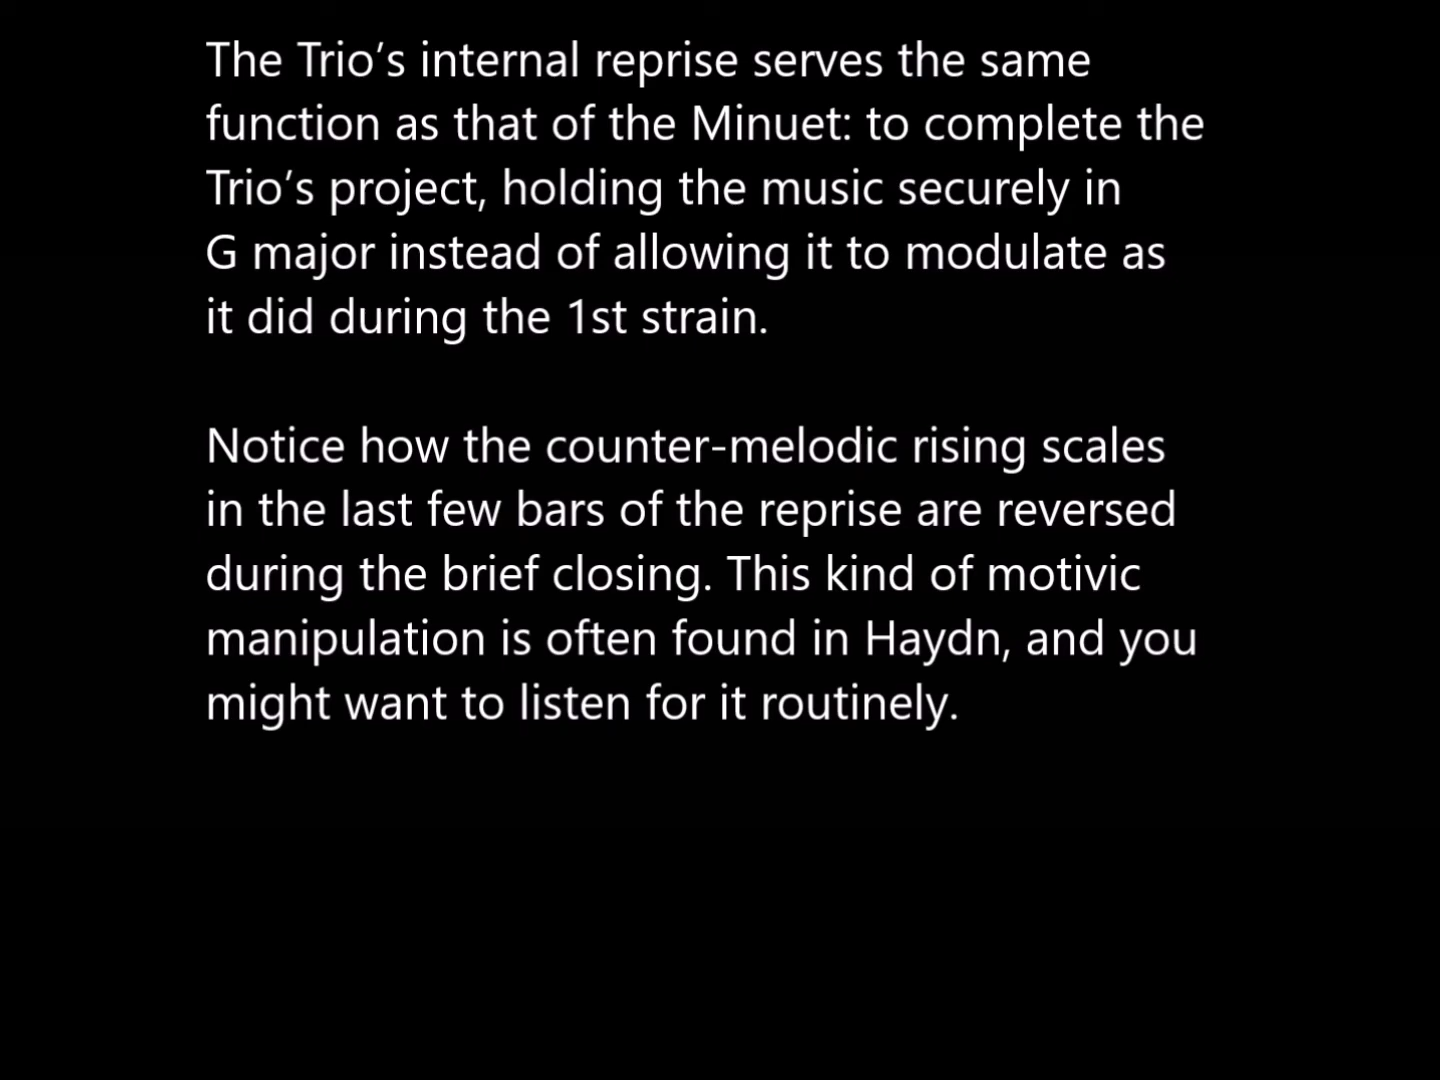 The Trio’s internal reprise serves the same
function as that of the Minuet: to complete the
Trio’s project, holding the music securely in
G major instead of allowing it to modulate as
it did during the 1st strain.
Notice how the counter-melodic rising scales
in the last few bars of the reprise are reversed
during the brief closing. This kind of motivic
manipulation is often found in Haydn, and you
might want to listen for it routinely.